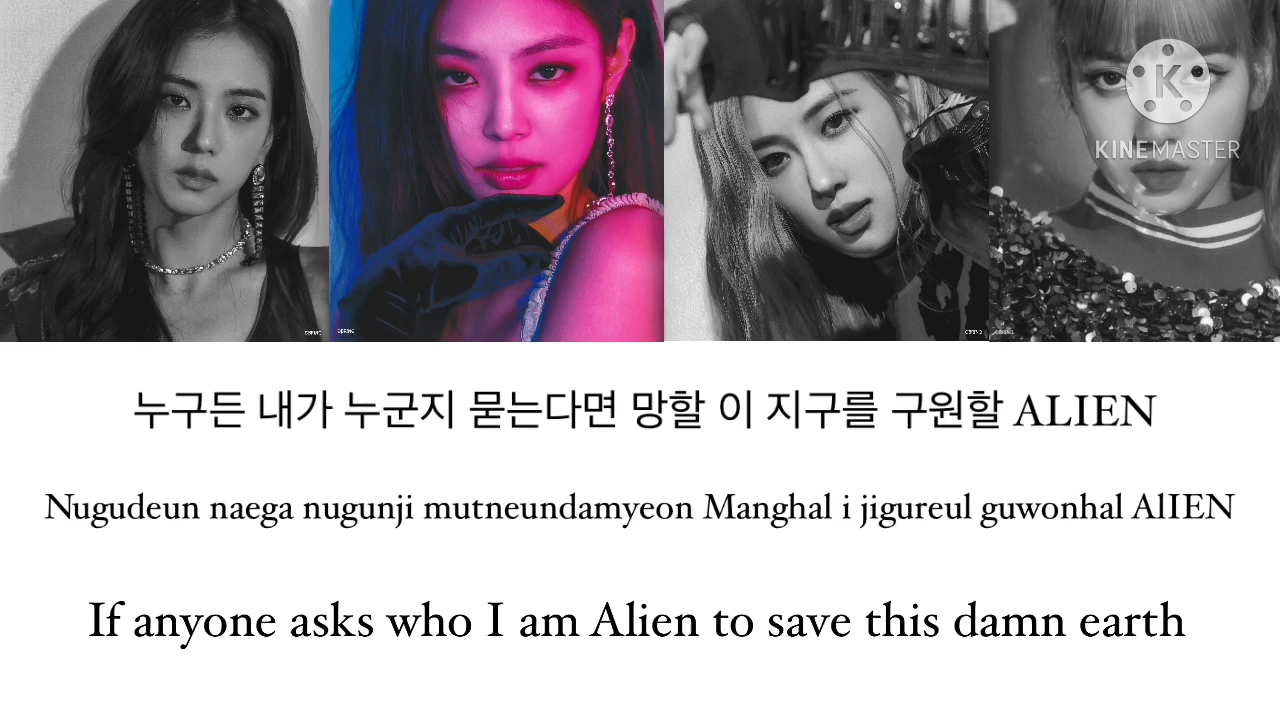 KINEMASTER
누구든 내가 누군지 묻는다면 망할 이 지구를 구원할 ALIEN
Nugudeun naega nugunji mutneundamyeon Manghal i jigureul guwonhal AlIEN
If anyone asks who I am Alien to save this damn earth